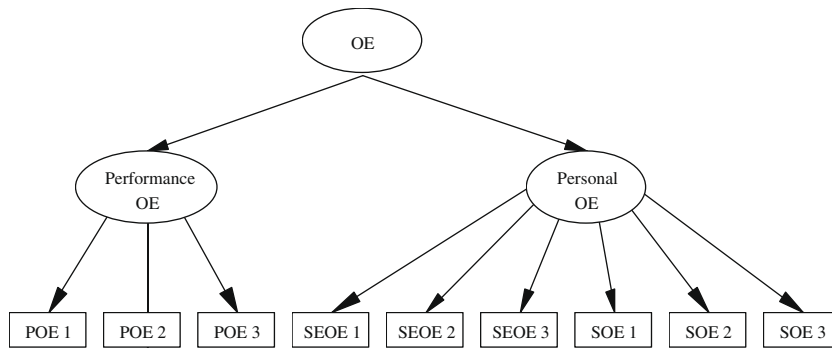 OE
Performance
OE
Personal
OE
POE 1
POE 2
POE 3
SEOE 1
SEOE 2
SEOE 3
SOE 1
SOE 2
SOE 3